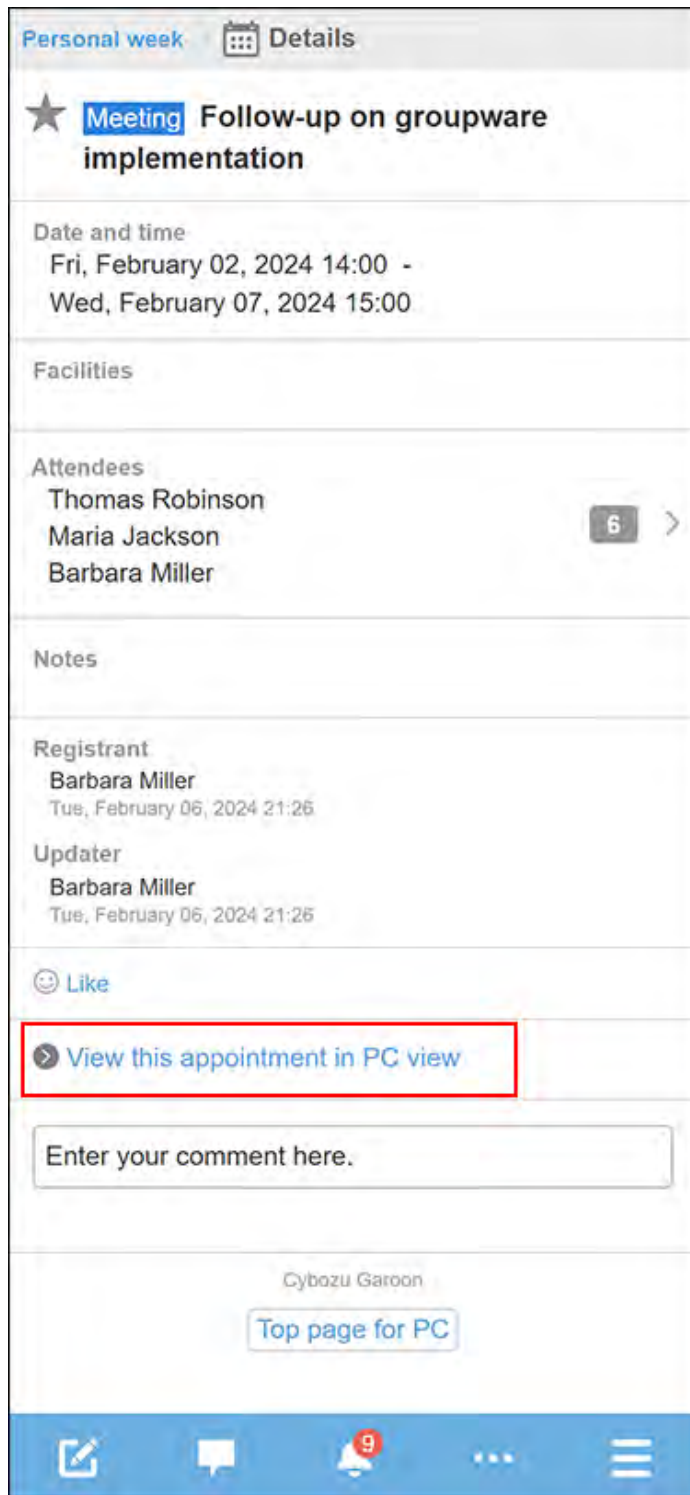 Personal week Details
Meeting Follow-up on groupware
implementation
Date and time
Fri, February 02, 2024 14:00 -
Wed, February 07, 2024 15:00
Facilities
Attendees
Thomas Robinson
Maria Jackson
Barbara Miller
6
Notes
Registrant
Barbara Miller
Tue, February 06, 2024 21:26
Updater
Barbara Miller
Tue, February 06, 2024 21:26
Like
View this appointment in PC view
Enter your comment here.
Cybozu Garoon
Top page for PC
9